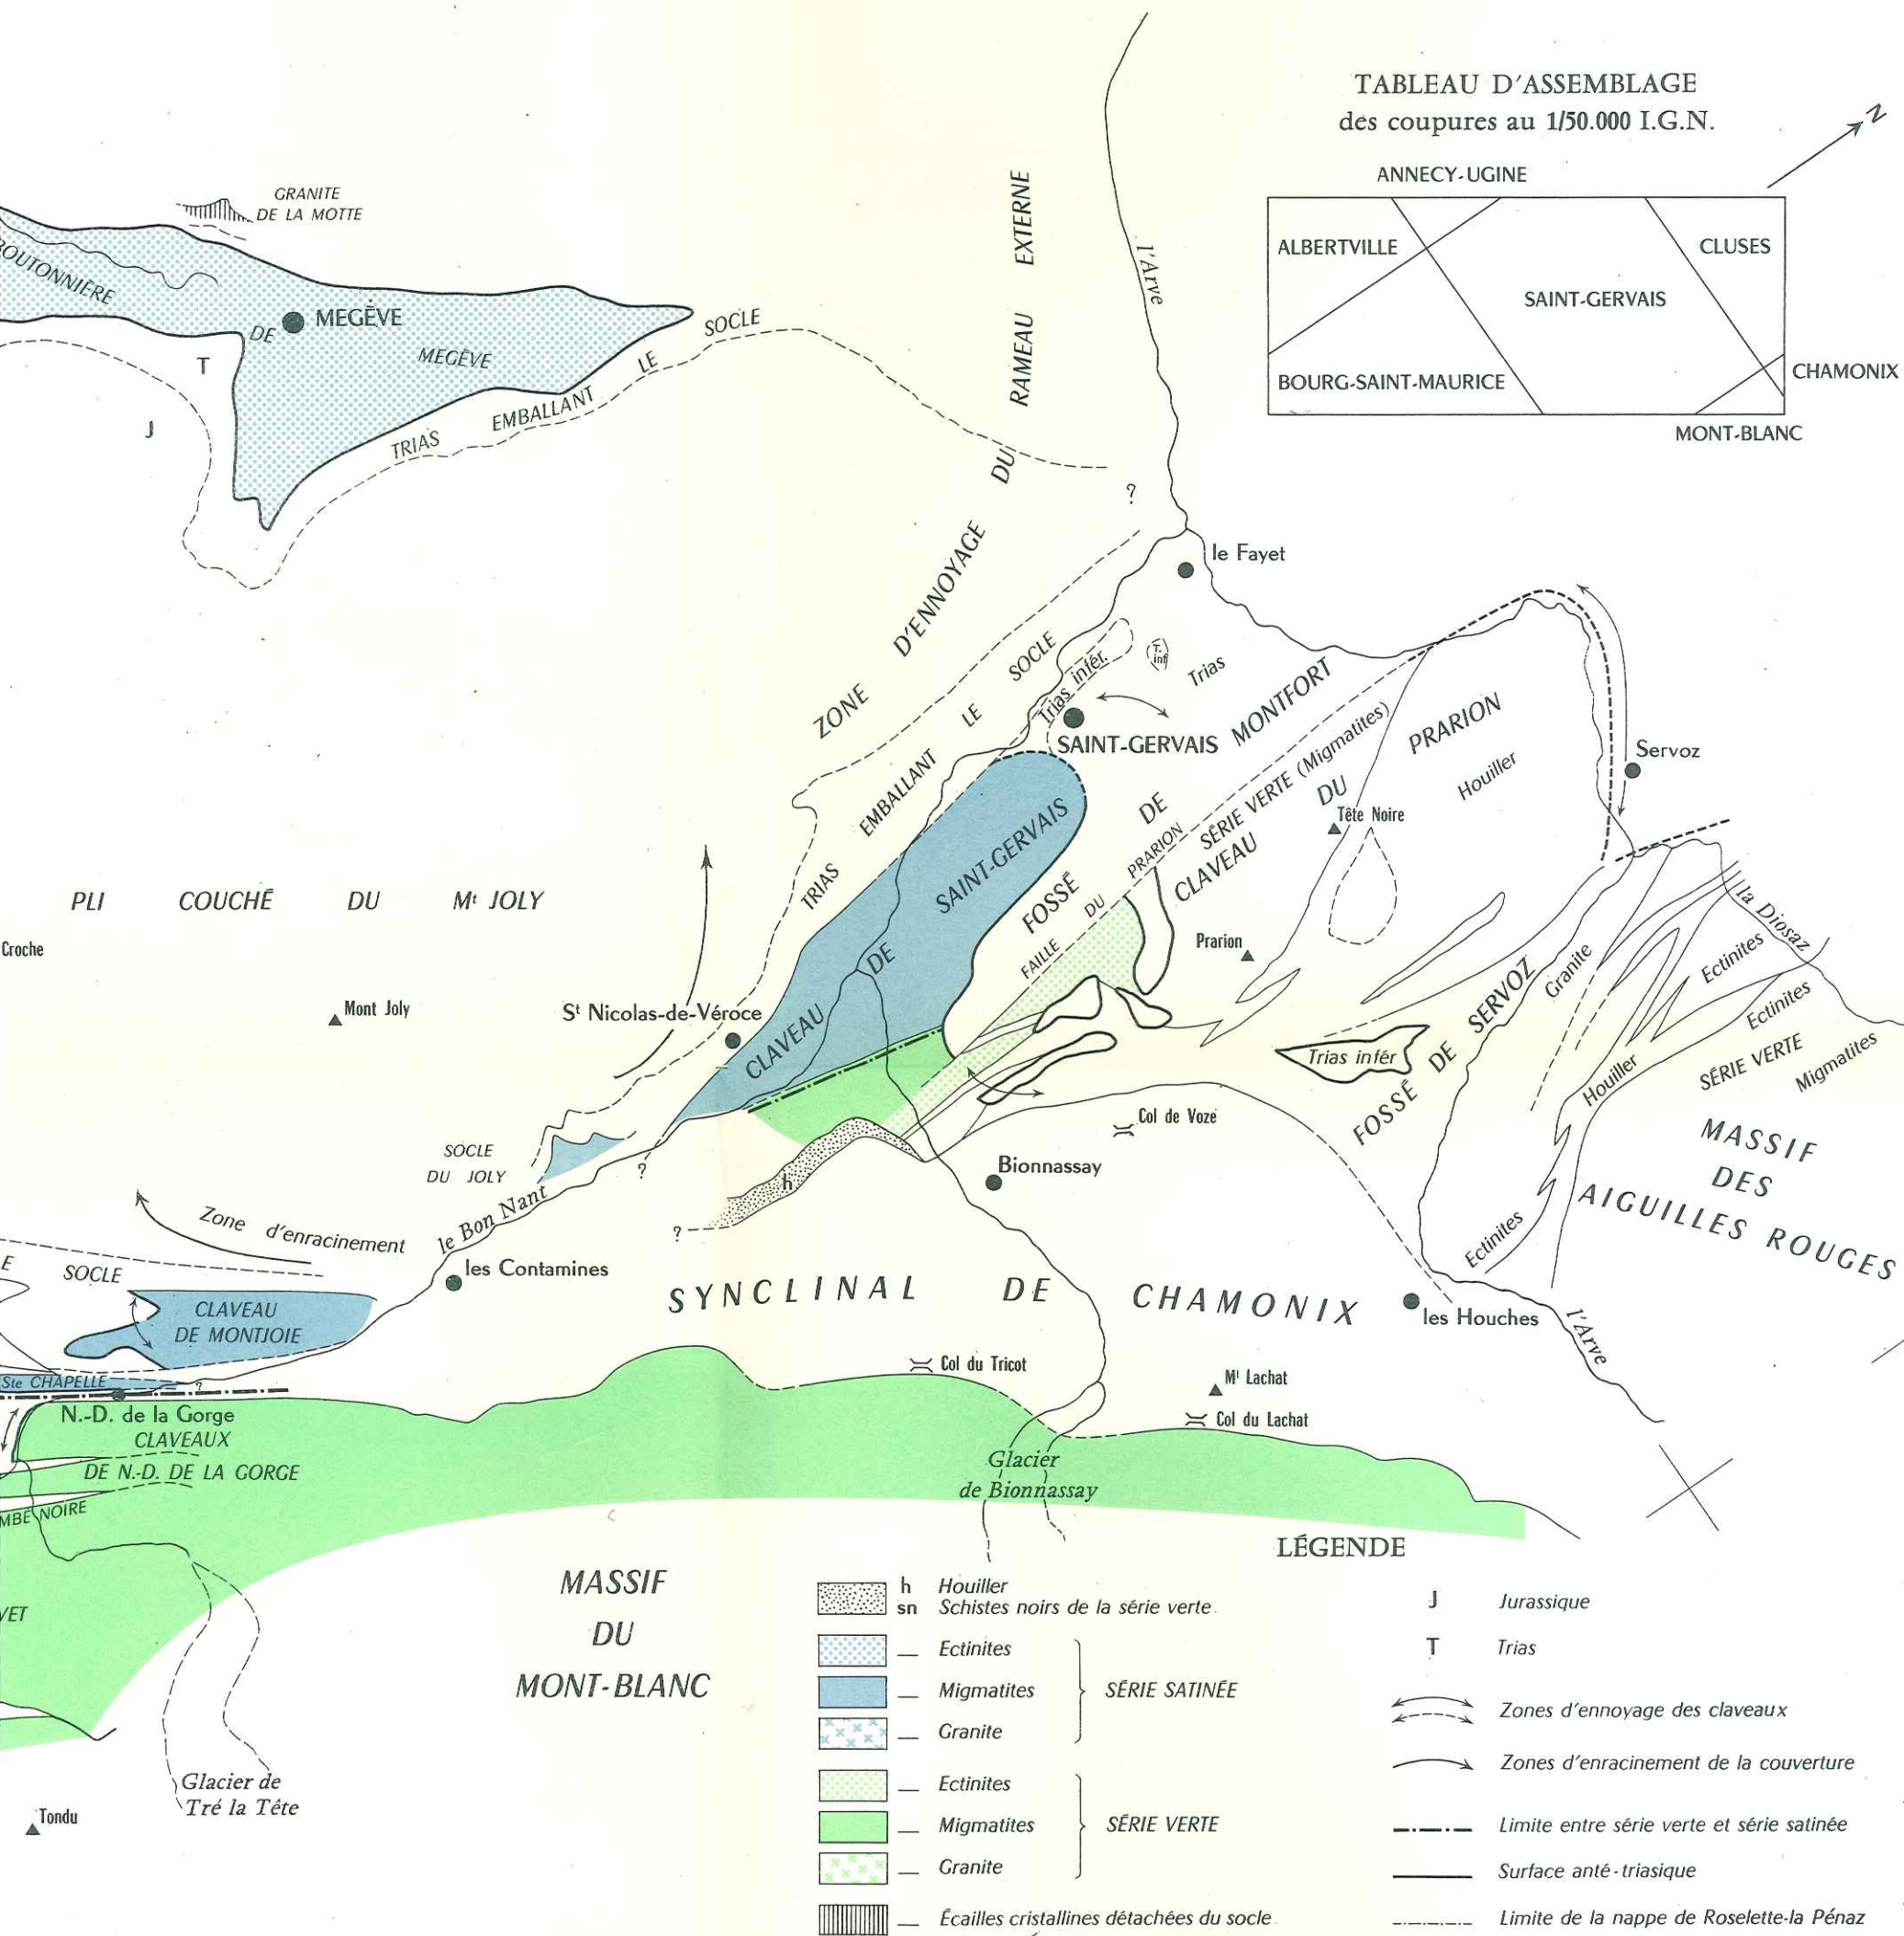 TABLEAU D'ASSEMBLAGE
des coupures au 1/50.000 I.G.N.
N
ANNECY-UGINE
ALBERTVILLE
CLUSES
SAINT-GERVAIS
BOURG-SAINT-MAURICE
CHAMONIX
MONT-BLANC
GRANITE
DE LA MOTTE
BOUTONNIÈRE
DE
MEGÈVE
MEGÈVE
T
J
TRIAS EMBALLANT LE SOCLE
ZONE D'ENNOYAGE DU RAMEAU EXTERNE
l'Arve
?
le Fayet
TRIAS EMBALLANT LE SOCLE
Trias infér.
T.
inf
Trias
SAINT-GERVAIS
FOSSÉ DE MONTFORT
FAILLE DU PRARION
SÉRIE VERTE (Migmatites)
CLAVEAU DU PRARION
Houiller
Tête Noire
Servoz
Prarion
PLI COUCHÉ DU Mt JOLY
Croche
Mont Joly
St Nicolas-de-Véroce
CLAVEAU DE SAINT-GERVAIS
la Diosaz
Granite
Ectinites
Ectinites
SÉRIE VERTE
Migmatites
Houiller
Trias infér
FOSSÉ DE SERVOZ
Ectinites
MASSIF
DES
AIGUILLES ROUGES
Col de Voze
Bionnassay
h
?
?
SOCLE
DU JOLY
le Bon Nant
Zone d'enracinement
les Contamines
E SOCLE
CLAVEAU
DE MONTJOIE
Ste CHAPELLE
?
N.-D. de la Gorge
CLAVEAUX
DE N.-D. DE LA GORGE
MBE NOIRE
VET
SYNCLINAL DE CHAMONIX
les Houches
l'Arve
Col du Tricot
Mt Lachat
Col du Lachat
Glacier
de Bionnassay
MASSIF
DU
MONT-BLANC
Glacier de
Tré la Tête
Tondu
LÉGENDE
h Houiller
sn Schistes noirs de la série verte.
Ectinites
Migmatites
Granite
SÉRIE SATINÉE
Ectinites
Migmatites
Granite
SÉRIE VERTE
Écailles cristallines détachées du socle
J Jurassique
T Trias
Zones d'ennoyage des claveaux
Zones d'enracinement de la couverture
Limite entre série verte et série satinée
Surface anté-triasique
Limite de la nappe de Roselette-la Pénaz